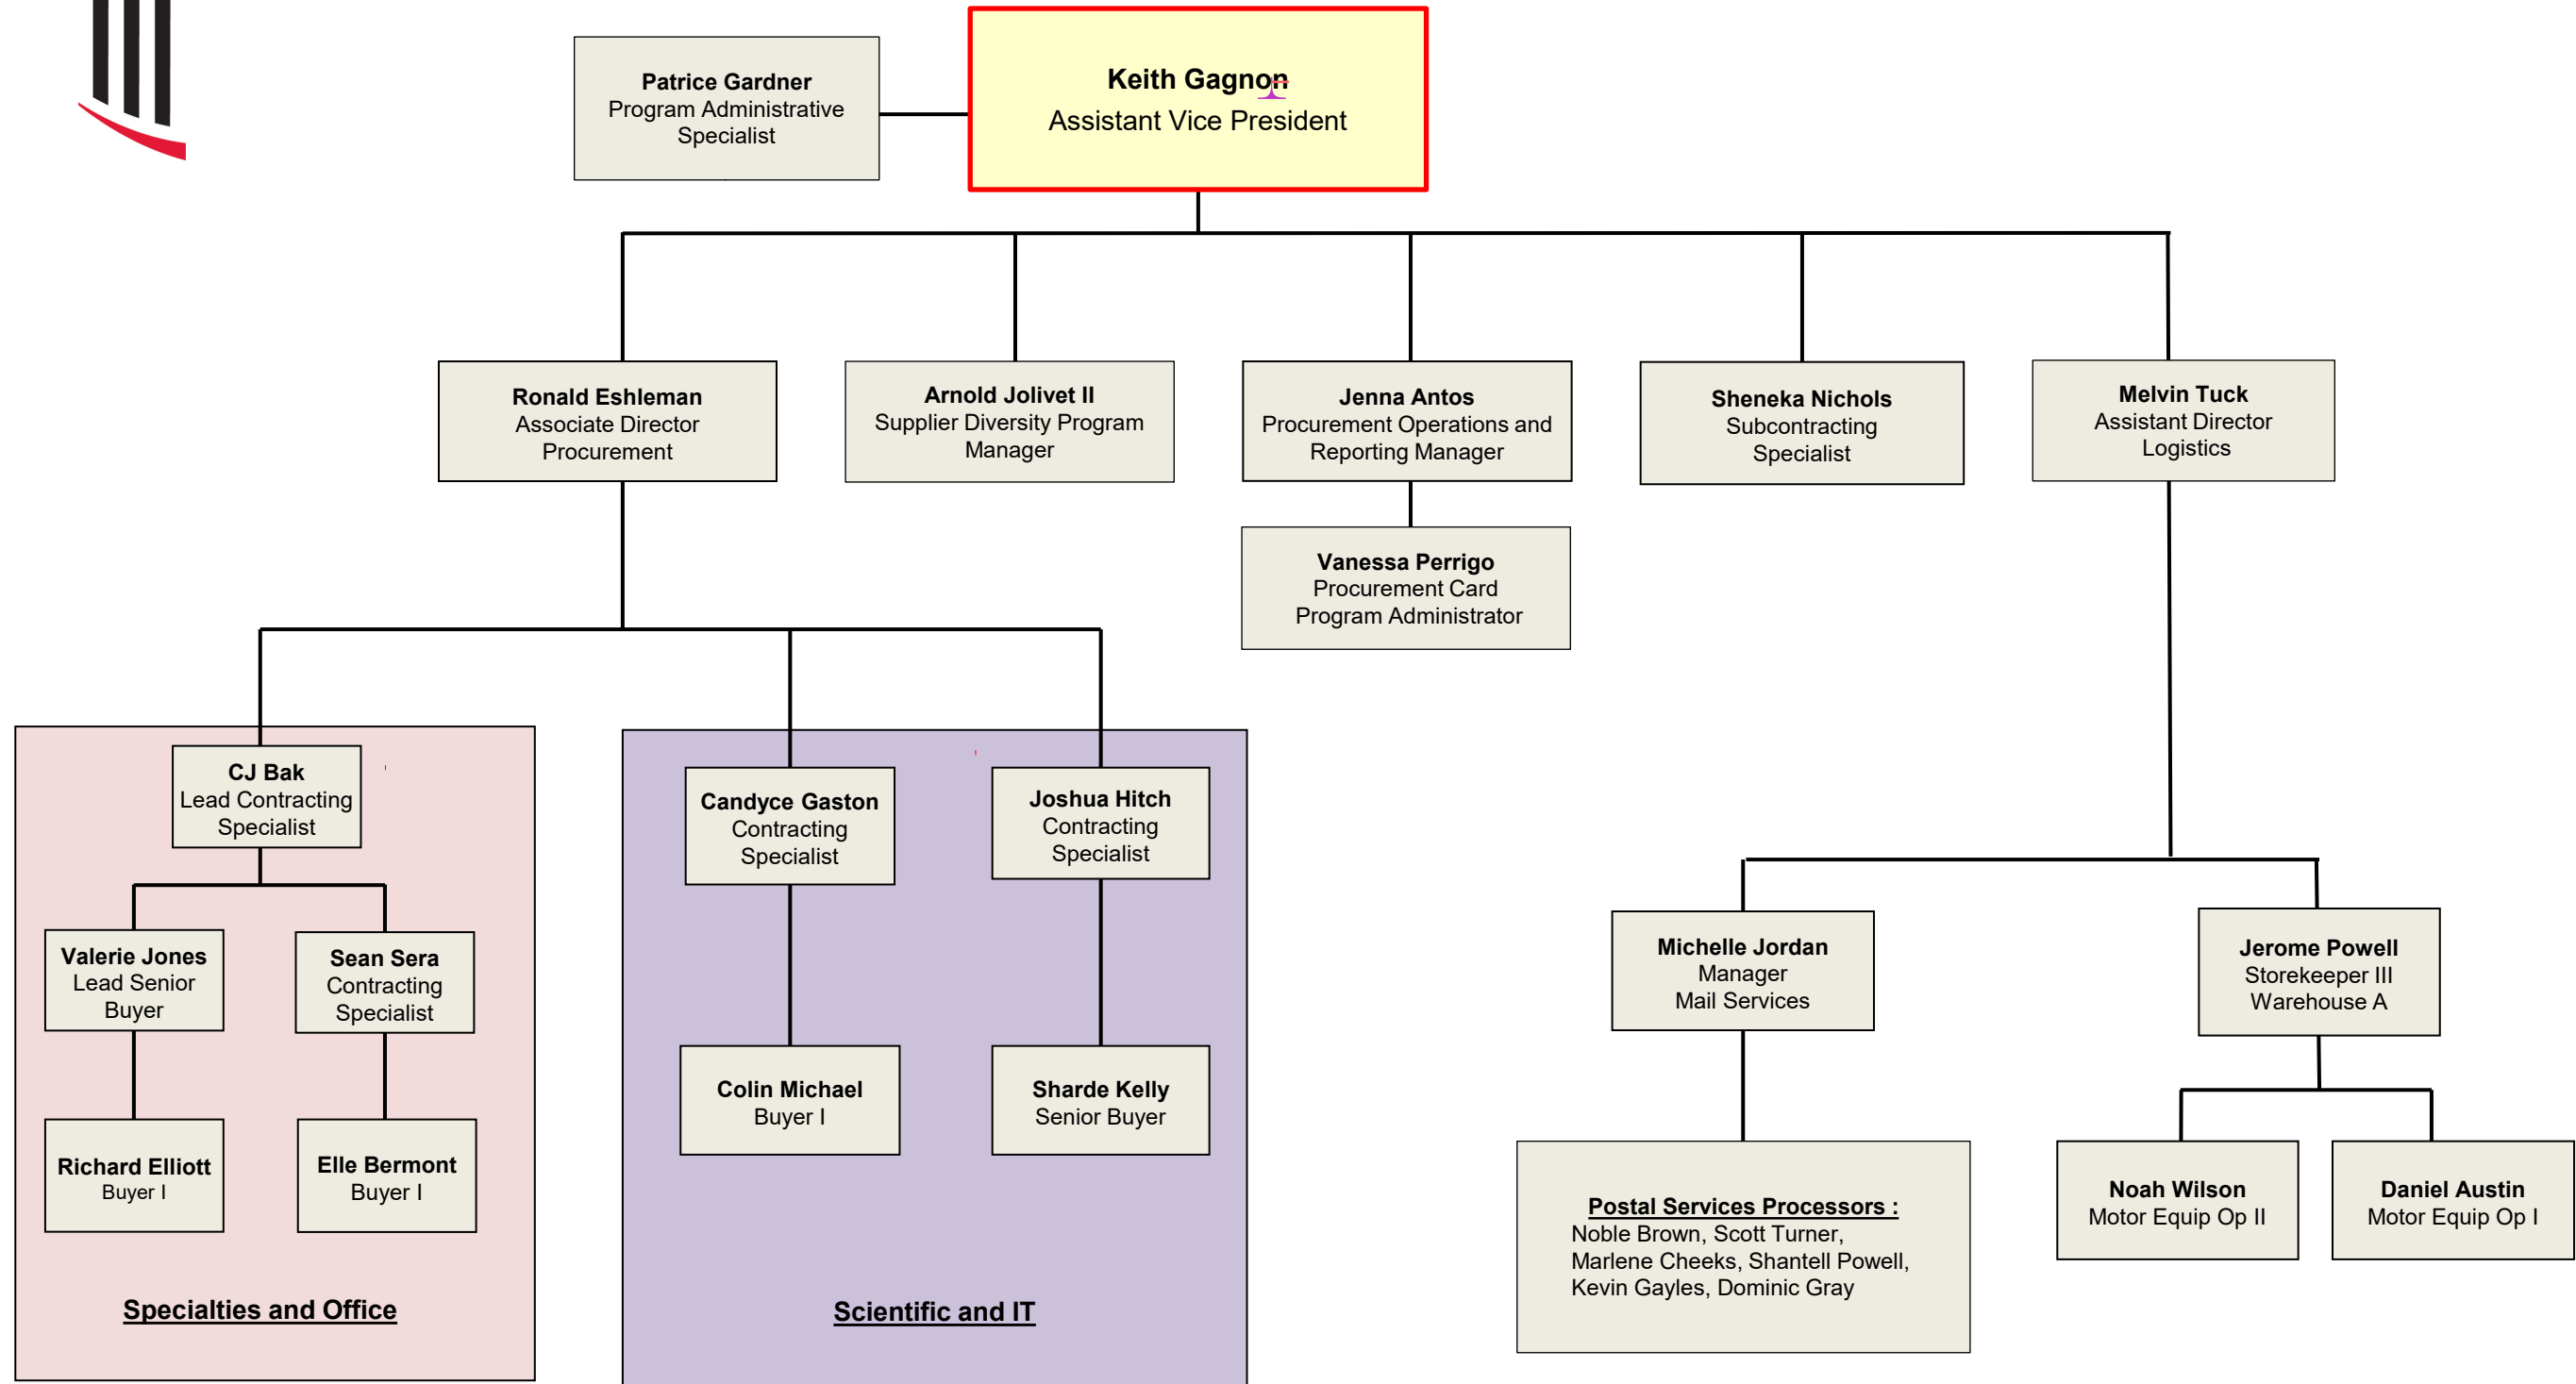 Patrice Gardner
Program Administrative
Specialist
Keith Gagnon
Assistant Vice President
Ronald Eshleman
Associate Director
Procurement
Arnold Jolivet II
Supplier Diversity Program
Manager
Jenna Antos
Procurement Operations and
Reporting Manager
Sheneka Nichols
Subcontracting
Specialist
Melvin Tuck
Assistant Director
Logistics
Vanessa Perrigo
Procurement Card
Program Administrator
CJ Bak
Lead Contracting
Specialist
Candyce Gaston
Contracting
Specialist
Joshua Hitch
Contracting
Specialist
Valerie Jones
Lead Senior
Buyer
Sean Sera
Contracting
Specialist
Michelle Jordan
Manager
Mail Services
Jerome Powell
Storekeeper III
Warehouse A
Colin Michael
Buyer I
Sharde Kelly
Senior Buyer
Richard Elliott
Buyer I
Elle Bermont
Buyer I
Postal Services Processors :
Noble Brown, Scott Turner,
Marlene Cheeks, Shantell Powell,
Kevin Gayles, Dominic Gray
Noah Wilson
Motor Equip Op II
Daniel Austin
Motor Equip Op I
Specialties and Office
Scientific and IT